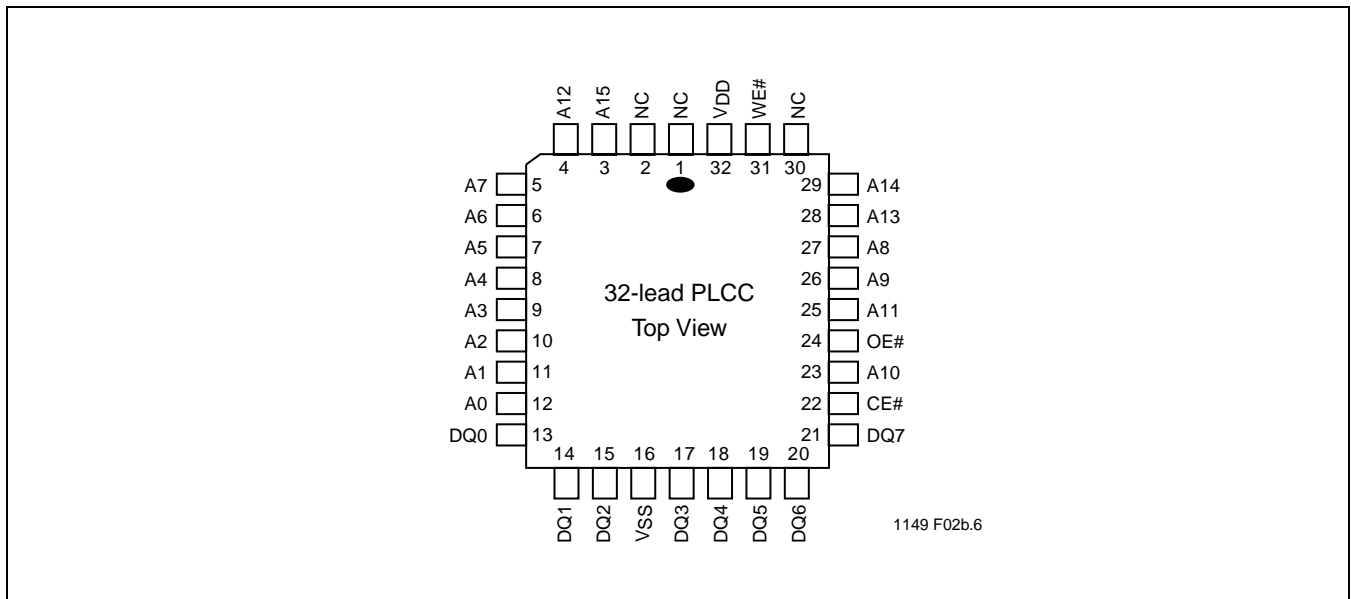 A12 A15 NC NC VDD WE# NC
4 3 2 1 32 31 30
A7 5 29 A14
A6 6 28 A13
A5 7 27 A8
A4 8 26 A9
32-lead PLCC
A3 9 25 A11
Top View
A2 10 24 OE#
A1 11 23 A10
A0 12 22 CE#
DQ0 13 21 DQ7
14 15 16 17 18 19 20
DQ1 DQ2 VSS DQ3 DQ4 DQ5 DQ6
1149 F02b.6